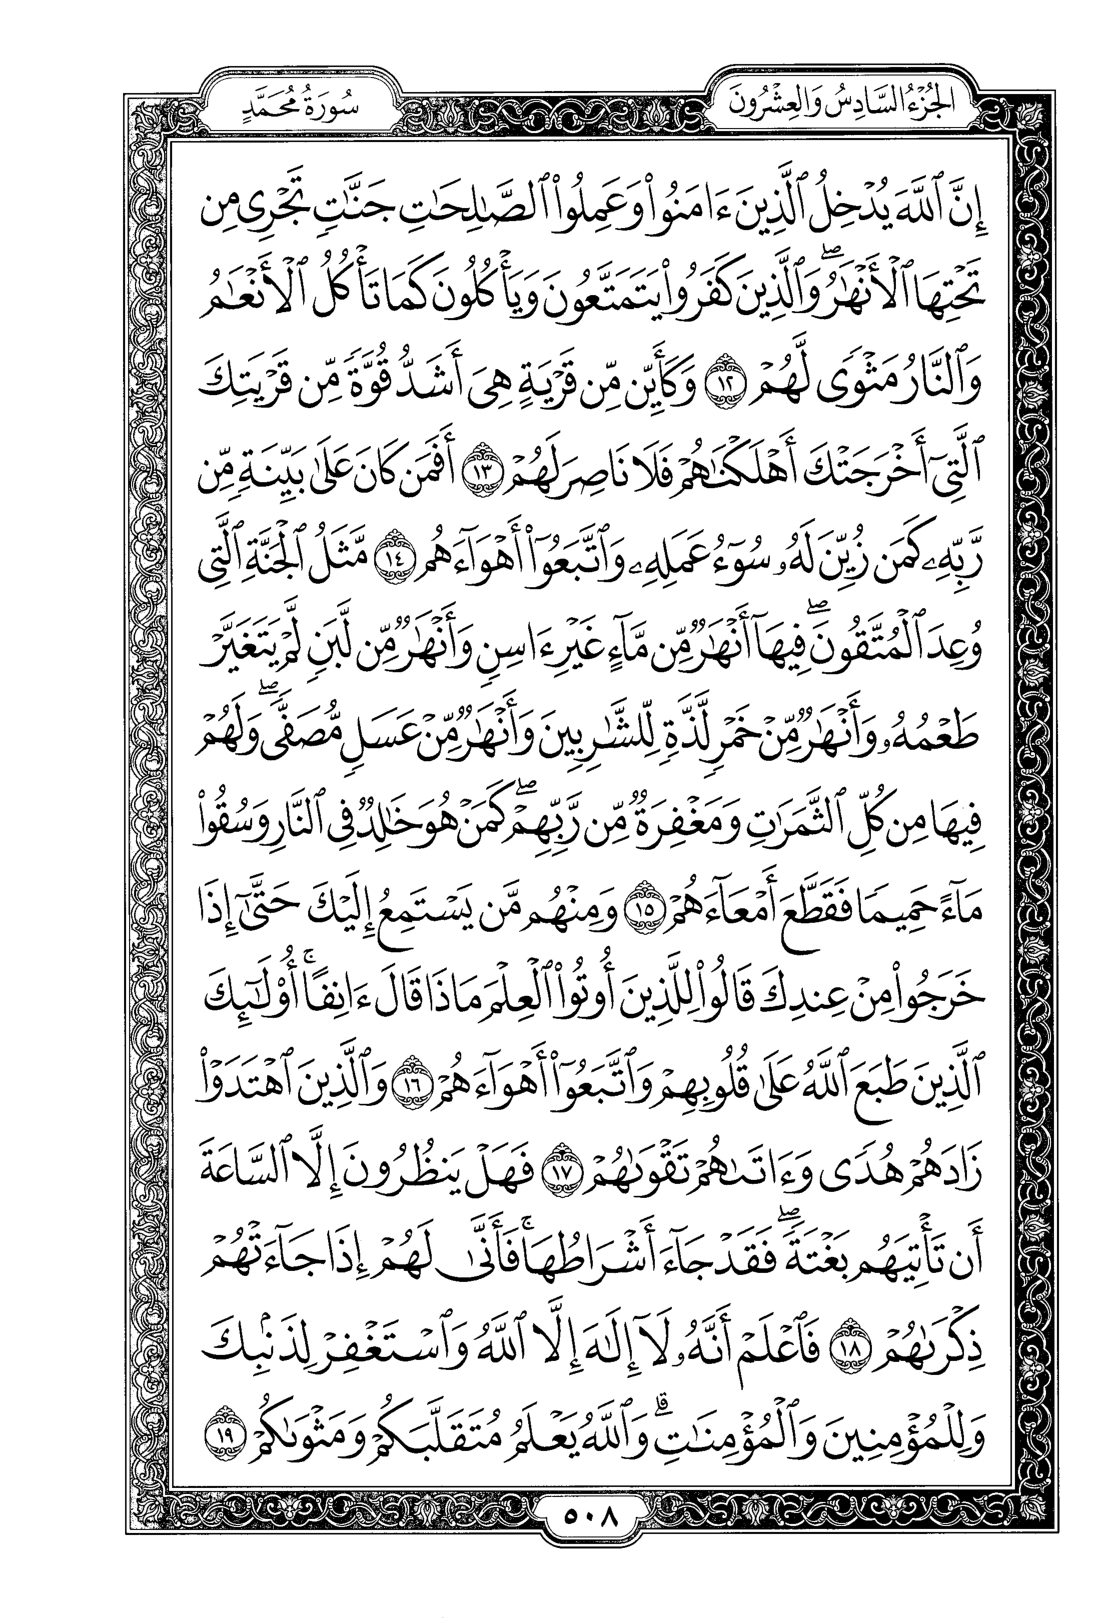 الجُزْءُ السَّادِسُ وَالعِشْرُونَ
سُورَةُ مُحَمَّدٍ
إِنَّ ٱللَّهَ يُدْخِلُ ٱلَّذِينَ ءَامَنُوا۟ وَعَمِلُوا۟ ٱلصَّـٰلِحَـٰتِ جَنَّـٰتٍ تَجْرِى مِن
تَحْتِهَا ٱلْأَنْهَـٰرُ ۖ وَٱلَّذِينَ كَفَرُوا۟ يَتَمَتَّعُونَ وَيَأْكُلُونَ كَمَا تَأْكُلُ ٱلْأَنْعَـٰمُ
وَٱلنَّارُ مَثْوًى لَّهُمْ ١٢ وَكَأَيِّن مِّن قَرْيَةٍ هِىَ أَشَدُّ قُوَّةً مِّن قَرْيَتِكَ
ٱلَّتِىٓ أَخْرَجَتْكَ أَهْلَكْنَـٰهُمْ فَلَا نَاصِرَ لَهُمْ ١٣ أَفَمَن كَانَ عَلَىٰ بَيِّنَةٍ مِّن
رَّبِّهِۦ كَمَن زُيِّنَ لَهُۥ سُوٓءُ عَمَلِهِۦ وَٱتَّبَعُوٓا۟ أَهْوَآءَهُم ١٤ مَّثَلُ ٱلْجَنَّةِ ٱلَّتِى
وُعِدَ ٱلْمُتَّقُونَ ۖ فِيهَآ أَنْهَـٰرٌ مِّن مَّآءٍ غَيْرِ ءَاسِنٍ وَأَنْهَـٰرٌ مِّن لَّبَنٍ لَّمْ يَتَغَيَّرْ
طَعْمُهُۥ وَأَنْهَـٰرٌ مِّنْ خَمْرٍ لَّذَّةٍ لِّلشَّـٰرِبِينَ وَأَنْهَـٰرٌ مِّنْ عَسَلٍ مُّصَفًّى ۖ وَلَهُمْ
فِيهَا مِن كُلِّ ٱلثَّمَرَٰتِ وَمَغْفِرَةٌ مِّن رَّبِّهِمْ ۖ كَمَنْ هُوَ خَـٰلِدٌ فِى ٱلنَّارِ وَسُقُوا۟
مَآءً حَمِيمًا فَقَطَّعَ أَمْعَآءَهُمْ ١٥ وَمِنْهُم مَّن يَسْتَمِعُ إِلَيْكَ حَتَّىٰٓ إِذَا
خَرَجُوا۟ مِنْ عِندِكَ قَالُوا۟ لِلَّذِينَ أُوتُوا۟ ٱلْعِلْمَ مَاذَا قَالَ ءَانِفًا ۚ أُو۟لَـٰٓئِكَ
ٱلَّذِينَ طَبَعَ ٱللَّهُ عَلَىٰ قُلُوبِهِمْ وَٱتَّبَعُوٓا۟ أَهْوَآءَهُمْ ١٦ وَٱلَّذِينَ ٱهْتَدَوْا۟
زَادَهُمْ هُدًى وَءَاتَىٰهُمْ تَقْوَىٰهُمْ ١٧ فَهَلْ يَنظُرُونَ إِلَّا ٱلسَّاعَةَ
أَن تَأْتِيَهُم بَغْتَةً ۖ فَقَدْ جَآءَ أَشْرَاطُهَا ۚ فَأَنَّىٰ لَهُمْ إِذَا جَآءَتْهُمْ
ذِكْرَىٰهُمْ ١٨ فَٱعْلَمْ أَنَّهُۥ لَآ إِلَـٰهَ إِلَّا ٱللَّهُ وَٱسْتَغْفِرْ لِذَنۢبِكَ
وَلِلْمُؤْمِنِينَ وَٱلْمُؤْمِنَـٰتِ ۗ وَٱللَّهُ يَعْلَمُ مُتَقَلَّبَكُمْ وَمَثْوَىٰكُمْ ١٩
٥٠٨